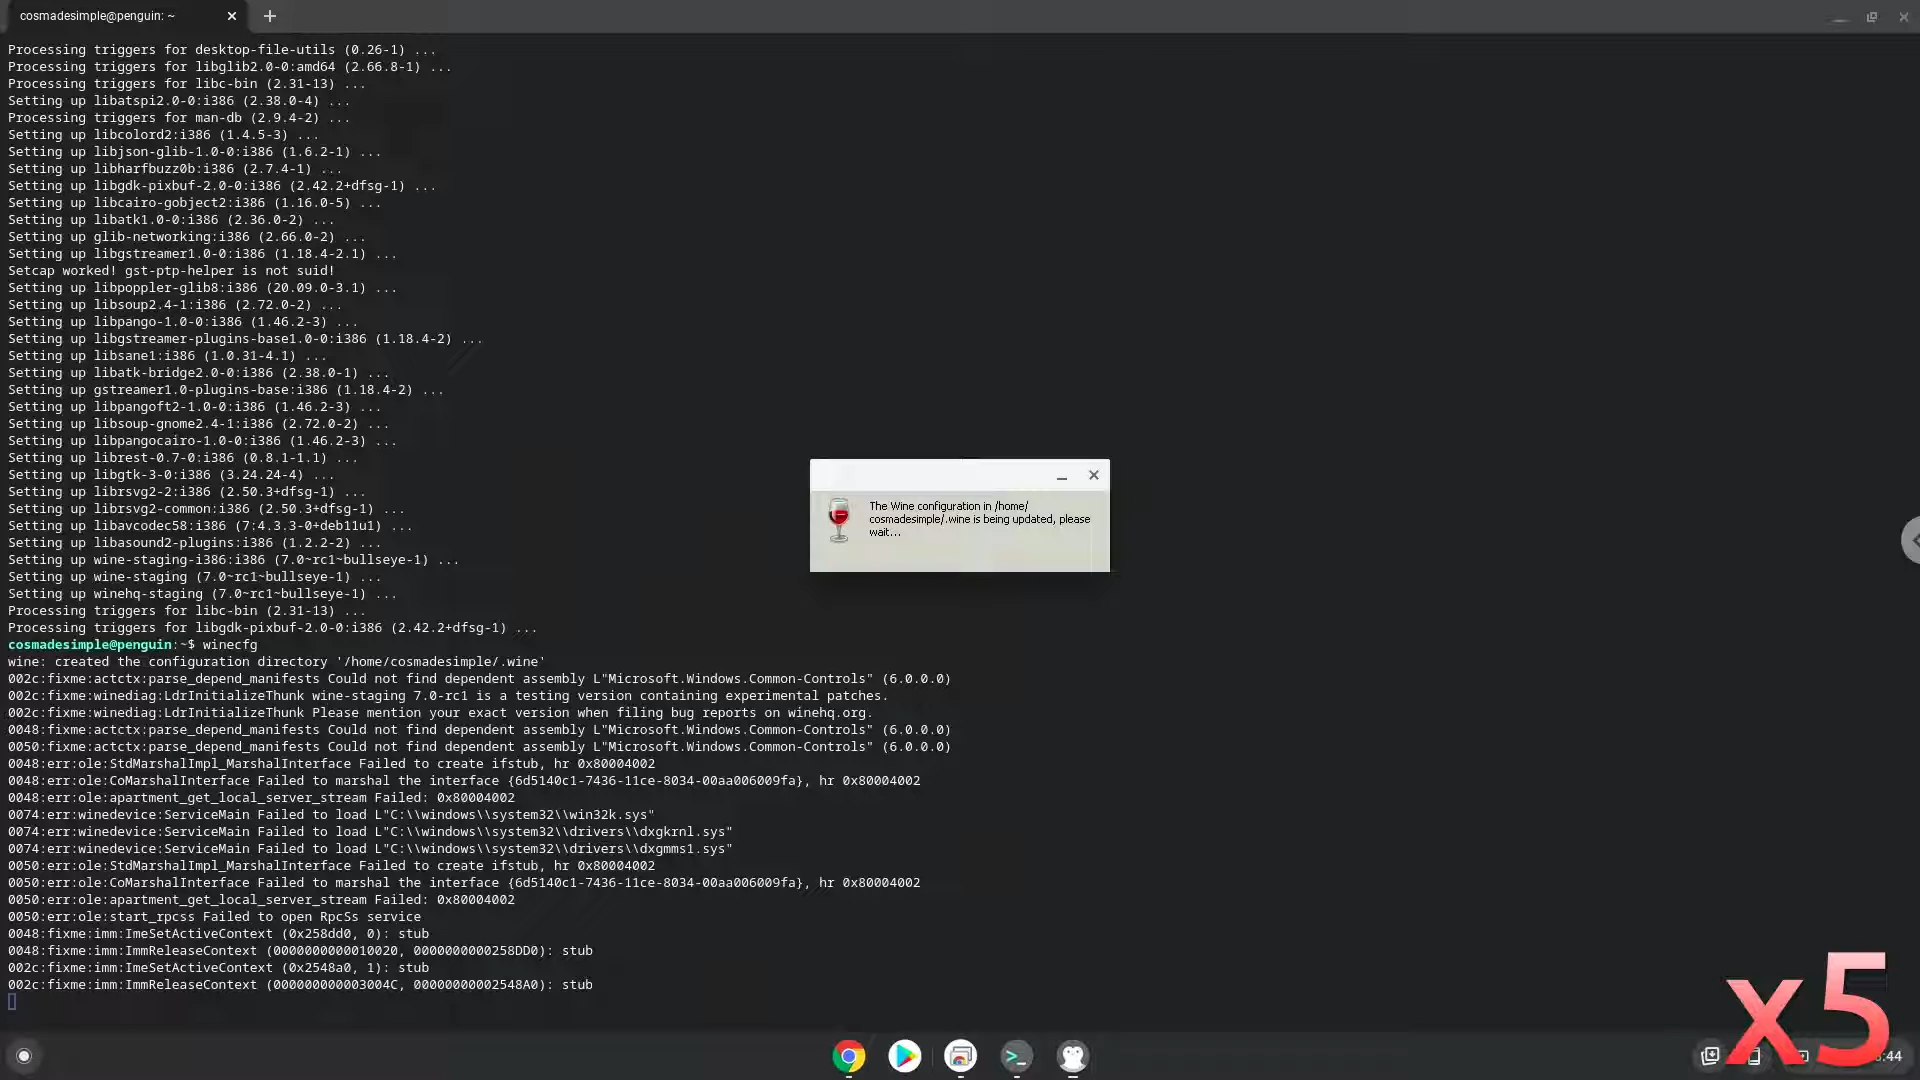 cosmadesimple@penguin: ~
Processing triggers for desktop-file-utils (0.26-1) ...
Processing triggers for libglib2.0-0:amd64 (2.66.8-1) ...
Processing triggers for libc-bin (2.31-13) ...
Setting up libatspi2.0-0:i386 (2.38.0-4) ...
Processing triggers for man-db (2.9.4-2) ...
Setting up libcolord2:i386 (1.4.5-3) ...
Setting up libjson-glib-1.0-0:i386 (1.6.2-1) ...
Setting up libharfbuzz0b:i386 (2.7.4-1) ...
Setting up libgdk-pixbuf-2.0-0:i386 (2.42.2+dfsg-1) ...
Setting up libcairo-gobject2:i386 (1.16.0-5) ...
Setting up libatk1.0-0:i386 (2.36.0-2) ...
Setting up glib-networking:i386 (2.66.0-2) ...
Setting up libgstreamer1.0-0:i386 (1.18.4-2.1) ...
Setcap worked! gst-ptp-helper is not suid!
Setting up libpoppler-glib8:i386 (20.09.0-3.1) ...
Setting up libsoup2.4-1:i386 (2.72.0-2) ...
Setting up libpango-1.0-0:i386 (1.46.2-3) ...
Setting up libgstreamer-plugins-base1.0-0:i386 (1.18.4-2) ...
Setting up libsane1:i386 (1.0.31-4.1) ...
Setting up libatk-bridge2.0-0:i386 (2.38.0-1) ...
Setting up gstreamer1.0-plugins-base:i386 (1.18.4-2) ...
Setting up libpangoft2-1.0-0:i386 (1.46.2-3) ...
Setting up libsoup-gnome2.4-1:i386 (2.72.0-2) ...
Setting up libpangocairo-1.0-0:i386 (1.46.2-3) ...
Setting up librest-0.7-0:i386 (0.8.1-1.1) ...
Setting up libgtk-3-0:i386 (3.24.24-4) ...
Setting up librsvg2-2:i386 (2.50.3+dfsg-1) ...
Setting up librsvg2-common:i386 (2.50.3+dfsg-1) ...
Setting up libavcodec58:i386 (7:4.3.3-0+deb11u1) ...
Setting up libasound2-plugins:i386 (1.2.2-2) ...
Setting up wine-staging-i386:i386 (7.0~rc1~bullseye-1) ...
Setting up wine-staging (7.0~rc1~bullseye-1) ...
Setting up winehq-staging (7.0~rc1~bullseye-1) ...
Processing triggers for libc-bin (2.31-13) ...
Processing triggers for libgdk-pixbuf-2.0-0:i386 (2.42.2+dfsg-1) ...
cosmadesimple@penguin:~$ winecfg
wine: created the configuration directory '/home/cosmadesimple/.wine'
002c:fixme:actctx:parse_depend_manifests Could not find dependent assembly L"Microsoft.Windows.Common-Controls" (6.0.0.0)
002c:fixme:winediag:LdrInitializeThunk wine-staging 7.0-rc1 is a testing version containing experimental patches.
002c:fixme:winediag:LdrInitializeThunk Please mention your exact version when filing bug reports on winehq.org.
0048:fixme:actctx:parse_depend_manifests Could not find dependent assembly L"Microsoft.Windows.Common-Controls" (6.0.0.0)
0050:fixme:actctx:parse_depend_manifests Could not find dependent assembly L"Microsoft.Windows.Common-Controls" (6.0.0.0)
0048:err:ole:StdMarshalImpl_MarshalInterface Failed to create ifstub, hr 0x80004002
0048:err:ole:CoMarshalInterface Failed to marshal the interface {6d5140c1-7436-11ce-8034-00aa006009fa}, hr 0x80004002
0048:err:ole:apartment_get_local_server_stream Failed: 0x80004002
0074:err:winedevice:ServiceMain Failed to load L"C:\\windows\\system32\\win32k.sys"
0074:err:winedevice:ServiceMain Failed to load L"C:\\windows\\system32\\drivers\\dxgkrnl.sys"
0074:err:winedevice:ServiceMain Failed to load L"C:\\windows\\system32\\drivers\\dxgmms1.sys"
0050:err:ole:StdMarshalImpl_MarshalInterface Failed to create ifstub, hr 0x80004002
0050:err:ole:CoMarshalInterface Failed to marshal the interface {6d5140c1-7436-11ce-8034-00aa006009fa}, hr 0x80004002
0050:err:ole:apartment_get_local_server_stream Failed: 0x80004002
0050:err:ole:start_rpcss Failed to open RpcSs service
0048:fixme:imm:ImeSetActiveContext (0x258dd0, 0): stub
0048:fixme:imm:ImmReleaseContext (0000000000010020, 0000000000258DD0): stub
002c:fixme:imm:ImeSetActiveContext (0x2548a0, 1): stub
002c:fixme:imm:ImmReleaseContext (000000000003004C, 00000000002548A0): stub
The Wine configuration in /home/
cosmadesimple/.wine is being updated, please
wait...
x5
:44